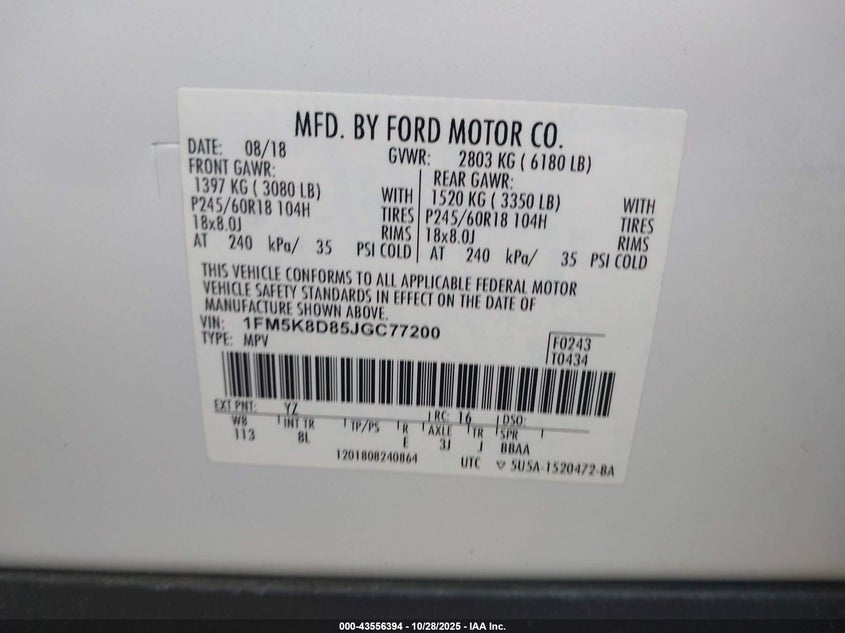 MFD. BY FORD MOTOR CO.
DATE: 08/18 GVWR: 2803 KG ( 6180 LB)
FRONT GAWR: REAR GAWR:
1397 KG ( 3080 LB) WITH 1520 KG ( 3350 LB) WITH
P245/60R18 104H TIRES P245/60R18 104H TIRES
18x8.0J RIMS 18x8.0J RIMS
AT 240 kPa/ 35 PSI COLD AT 240 kPa/ 35 PSI COLD
THIS VEHICLE CONFORMS TO ALL APPLICABLE FEDERAL MOTOR
VEHICLE SAFETY STANDARDS IN EFFECT ON THE DATE OF
MANUFACTURE SHOWN ABOVE.
VIN: 1FM5K8D85JGC77200
TYPE: MPV F0243
T0434
EXT PNT: YZ RC: 16 DSO:
WB INT TR TP/PS R AXLE TR SPR
113 8L E 3J J BBAA
1201808240864 UTC ▽ 5U5A-1520472-BA
000-43556394 - 10/28/2025 - IAA Inc.